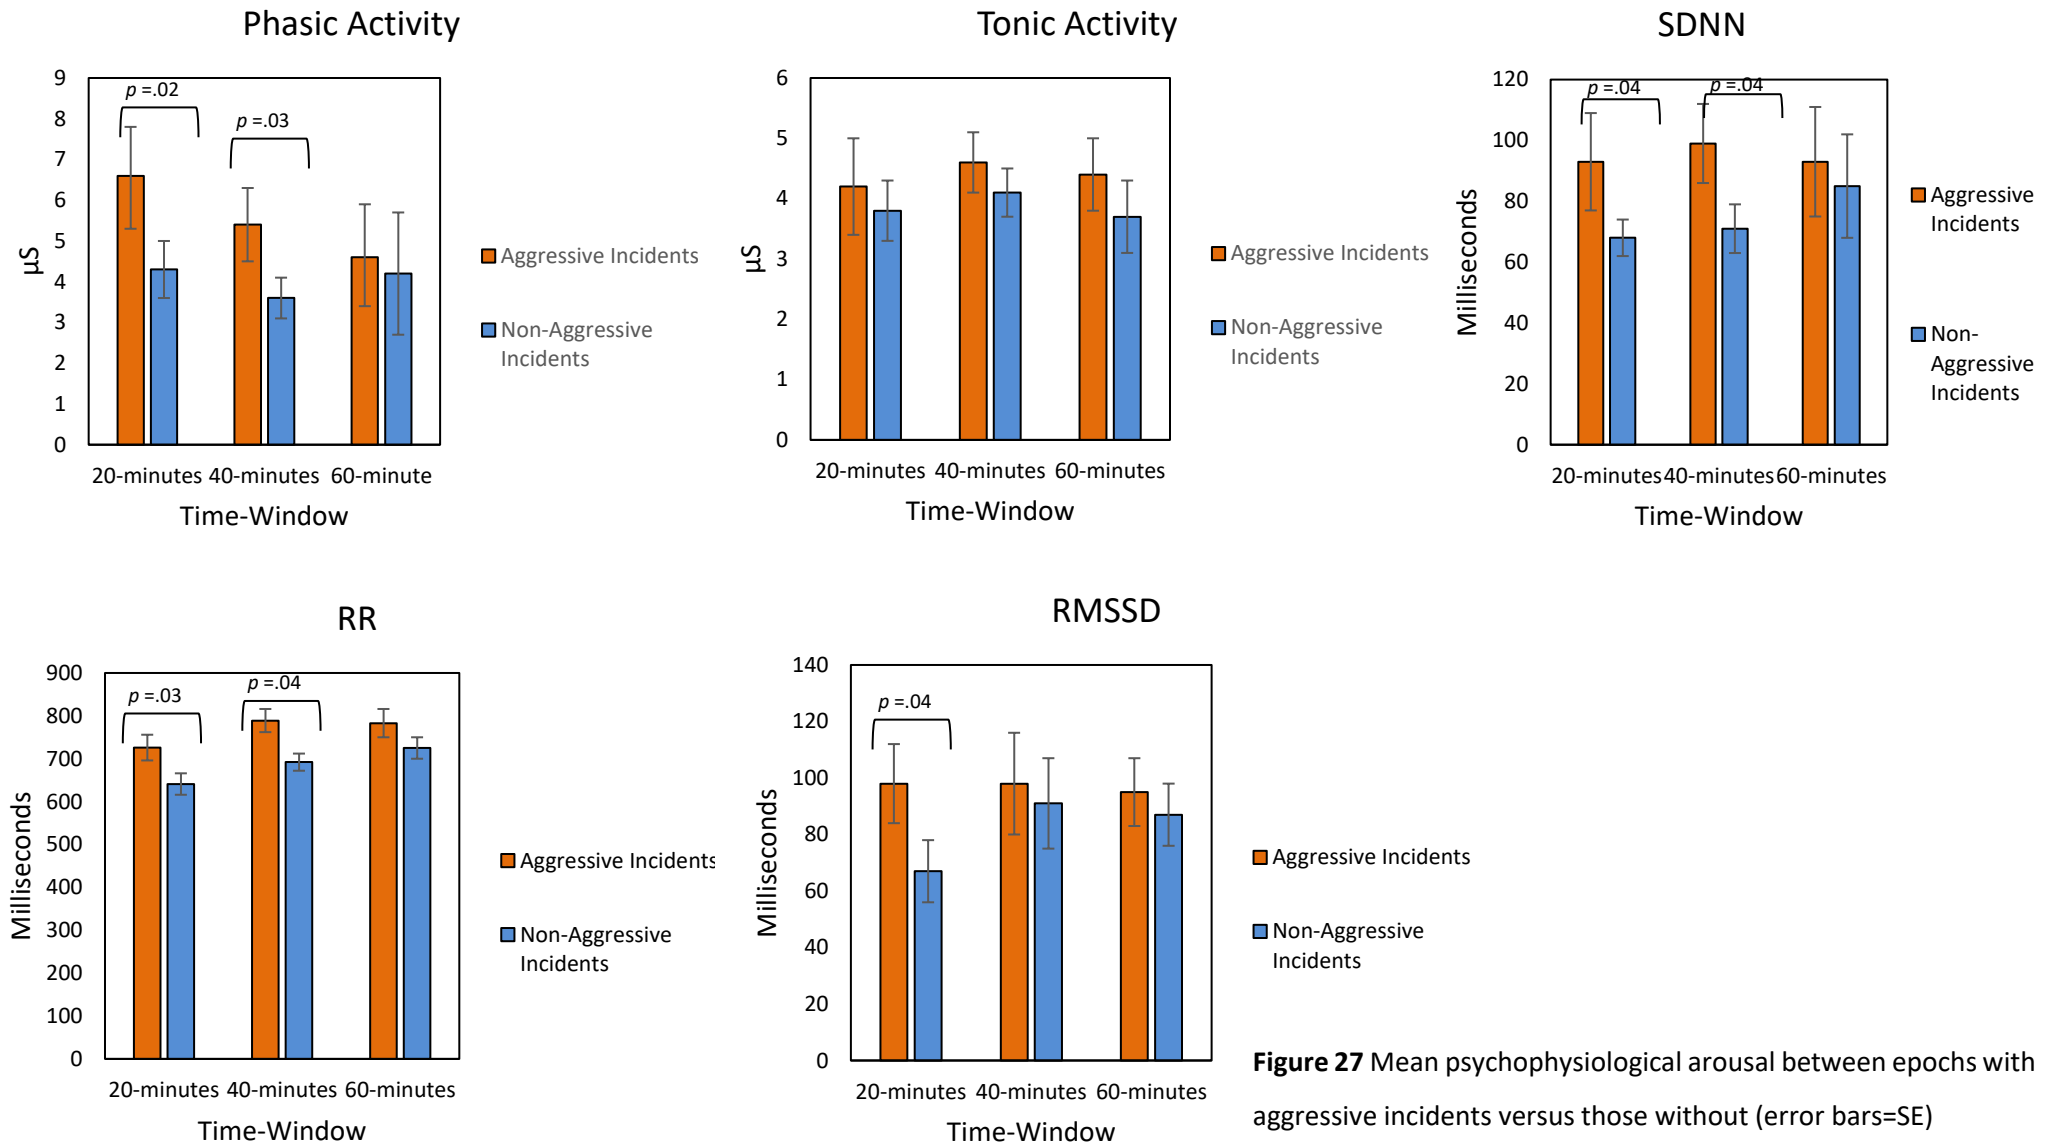 Phasic Activity
9
8
7
6
5
4
3
2
1
0
µS
p =.02
p =.03
20-minutes 40-minutes 60-minute
Time-Window
Aggressive Incidents
Non-Aggressive
Incidents
Tonic Activity
6
5
4
3
2
1
0
µS
20-minutes 40-minutes 60-minutes
Time-Window
Aggressive Incidents
Non-Aggressive
Incidents
SDNN
120
100
80
60
40
20
0
Milliseconds
p =.04
p =.04
20-minutes40-minutes60-minutes
Time-Window
Aggressive
Incidents
Non-
Aggressive
Incidents
RR
900
800
700
600
500
400
300
200
100
0
Milliseconds
p =.03
p =.04
20-minutes 40-minutes 60-minutes
Time-Window
Aggressive Incidents
Non-Aggressive
Incidents
RMSSD
140
120
100
80
60
40
20
0
Milliseconds
p =.04
20-minutes 40-minutes 60-minutes
Time-Window
Aggressive Incidents
Non-Aggressive
Incidents
Figure 27 Mean psychophysiological arousal between epochs with
aggressive incidents versus those without (error bars=SE)